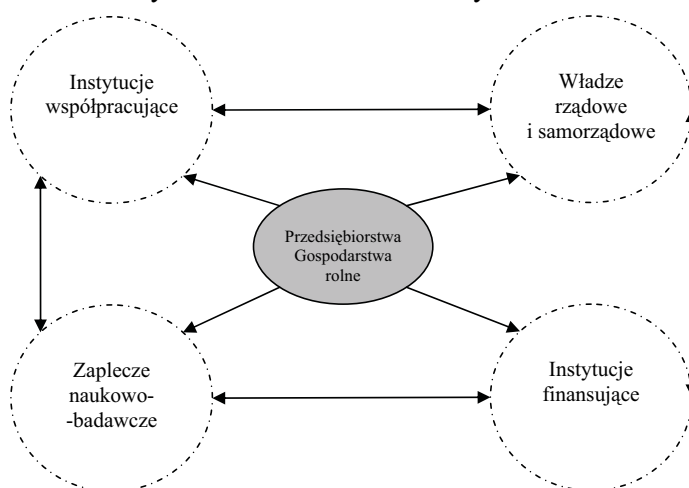 Instytucje
współpracujące
Władze
rządowe
i samorządowe
Przedsiębiorstwa
Gospodarstwa
rolne
Zaplecze
naukowo-
-badawcze
Instytucje
finansujące